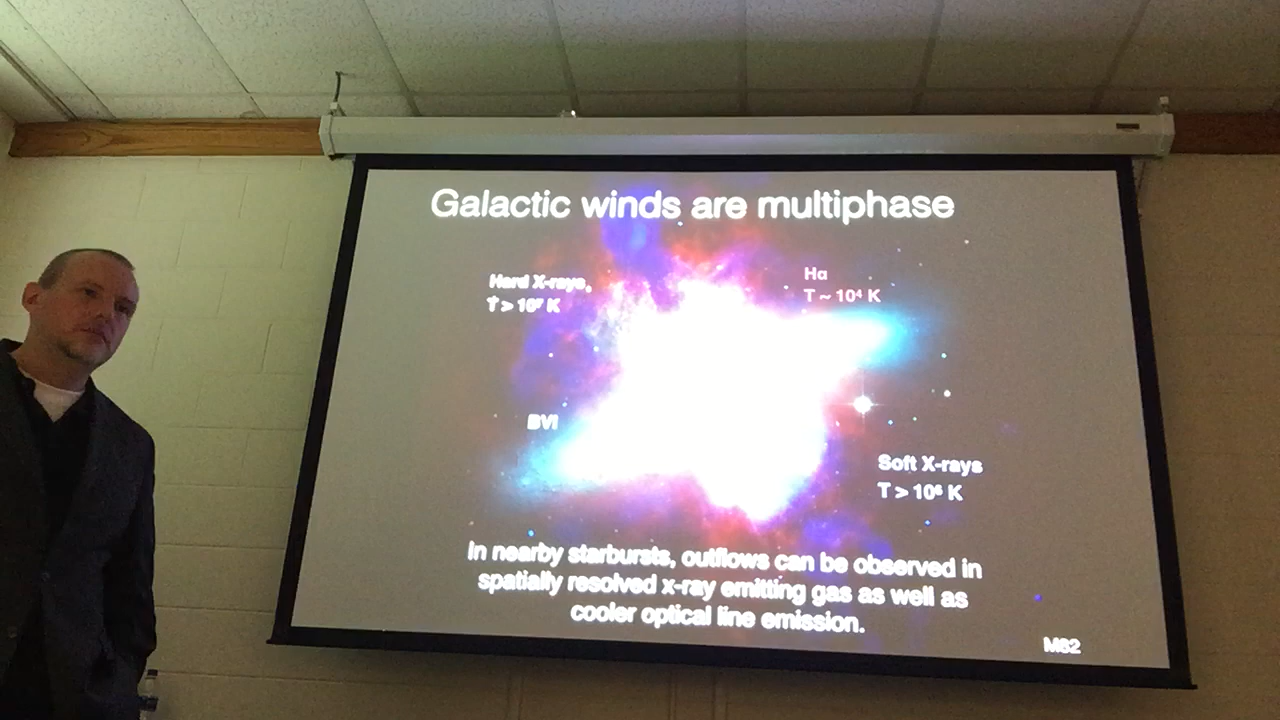 Galactic winds are multiphase
Hard X-rays,
T > 10⁷ K
Hα
T ~ 10⁴ K
BVI
Soft X-rays
T > 10⁶ K
In nearby starbursts, outflows can be observed in
spatially resolved x-ray emitting gas as well as
cooler optical line emission.
M82